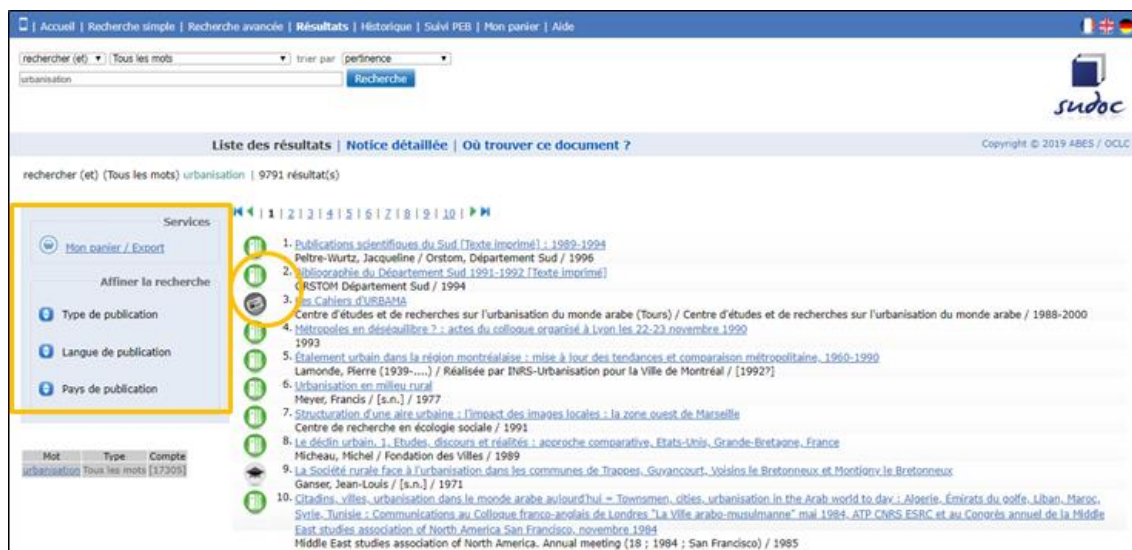 | Accueil | Recherche simple | Recherche avancée | Résultats | Historique | Suivi PEB | Mon panier | Aide
rechercher (et) Tous les mots trier par pertinence
urbanisation Recherche
sudoc
Liste des résultats | Notice détaillée | Où trouver ce document ? Copyright © 2019 ABES / OCLC
rechercher (et) (Tous les mots) urbanisation | 9791 résultat(s)
Services
Mon panier / Export
Affiner la recherche
Type de publication
Langue de publication
Pays de publication
Mot Type Compte
urbanisation Tous les mots [17305]
| 1 | 2 | 3 | 4 | 5 | 6 | 7 | 8 | 9 | 10 |
1. Publications scientifiques du Sud [Texte imprimé] : 1989-1994
Peltre-Wurtz, Jacqueline / Orstom, Département Sud / 1996
2. Bibliographie du Département Sud 1991-1992 [Texte imprimé]
ORSTOM Département Sud / 1994
3. Les Cahiers d'URBAMA
Centre d'études et de recherches sur l'urbanisation du monde arabe (Tours) / Centre d'études et de recherches sur l'urbanisation du monde arabe / 1988-2000
4. Métropoles en déséquilibre ? : actes du colloque organisé à Lyon les 22-23 novembre 1990
1993
5. Étalement urbain dans la région montréalaise : mise à jour des tendances et comparaison métropolitaine, 1960-1990
Lamonde, Pierre (1939-....) / Réalisée par INRS-Urbanisation pour la Ville de Montréal / [1992?]
6. Urbanisation en milieu rural
Meyer, Francis / [s.n.] / 1977
7. Structuration d'une aire urbaine : l'impact des images locales : la zone ouest de Marseille
Centre de recherche en écologie sociale / 1991
8. Le déclin urbain. 1, Etudes, discours et réalités : approche comparative, Etats-Unis, Grande-Bretagne, France
Micheau, Michel / Fondation des Villes / 1989
9. La Société rurale face à l'urbanisation dans les communes de Trappes, Guyancourt, Voisins le Bretonneux et Montigny le Bretonneux
Ganser, Jean-Louis / [s.n.] / 1971
10. Citadins, villes, urbanisation dans le monde arabe aujourd'hui = Townsmen, cities, urbanisation in the Arab world to day : Algerie, Émirats du golfe, Liban, Maroc,
Syrie, Tunisie : Communications au Colloque franco-anglais de Londres "La Ville arabo-musulmanne" mai 1984, ATP CNRS ESRC et au Congrès annuel de la Middle
East studies association of North America San Francisco, novembre 1984
Middle East studies association of North America. Annual meeting (18 ; 1984 ; San Francisco) / 1985